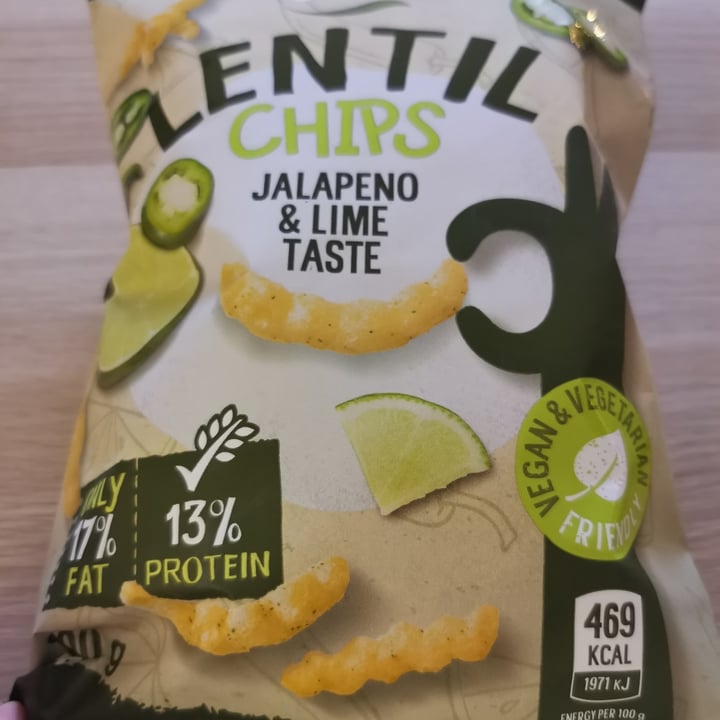 LENTIL
CHIPS
JALAPENO
& LIME
TASTE
VEGAN & VEGETARIAN
FRIENDLY
17%
FAT
13%
PROTEIN
469
KCAL
1971 KJ
ENERGY PER 100 g